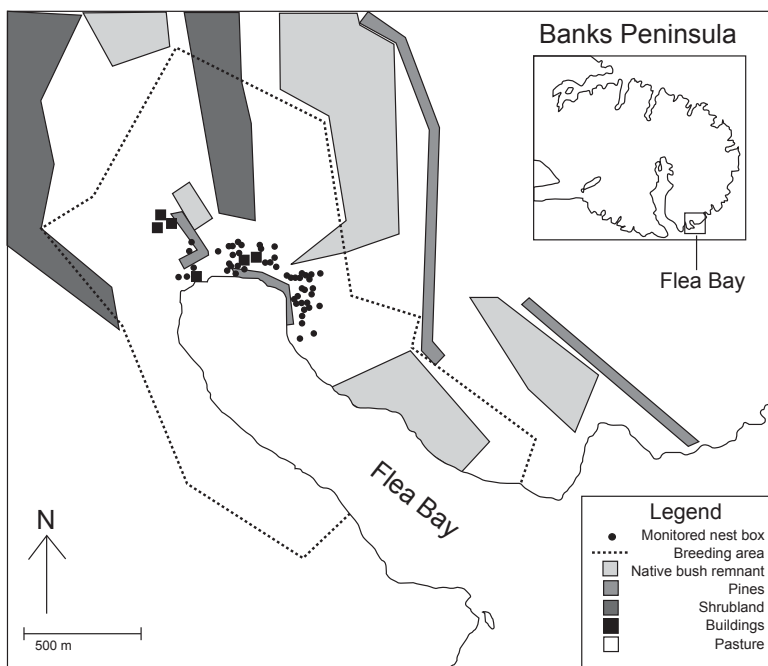 Banks Peninsula
Flea Bay
Flea Bay
N
500 m
Legend
Monitored nest box
Breeding area
Native bush remnant
Pines
Shrubland
Buildings
Pasture